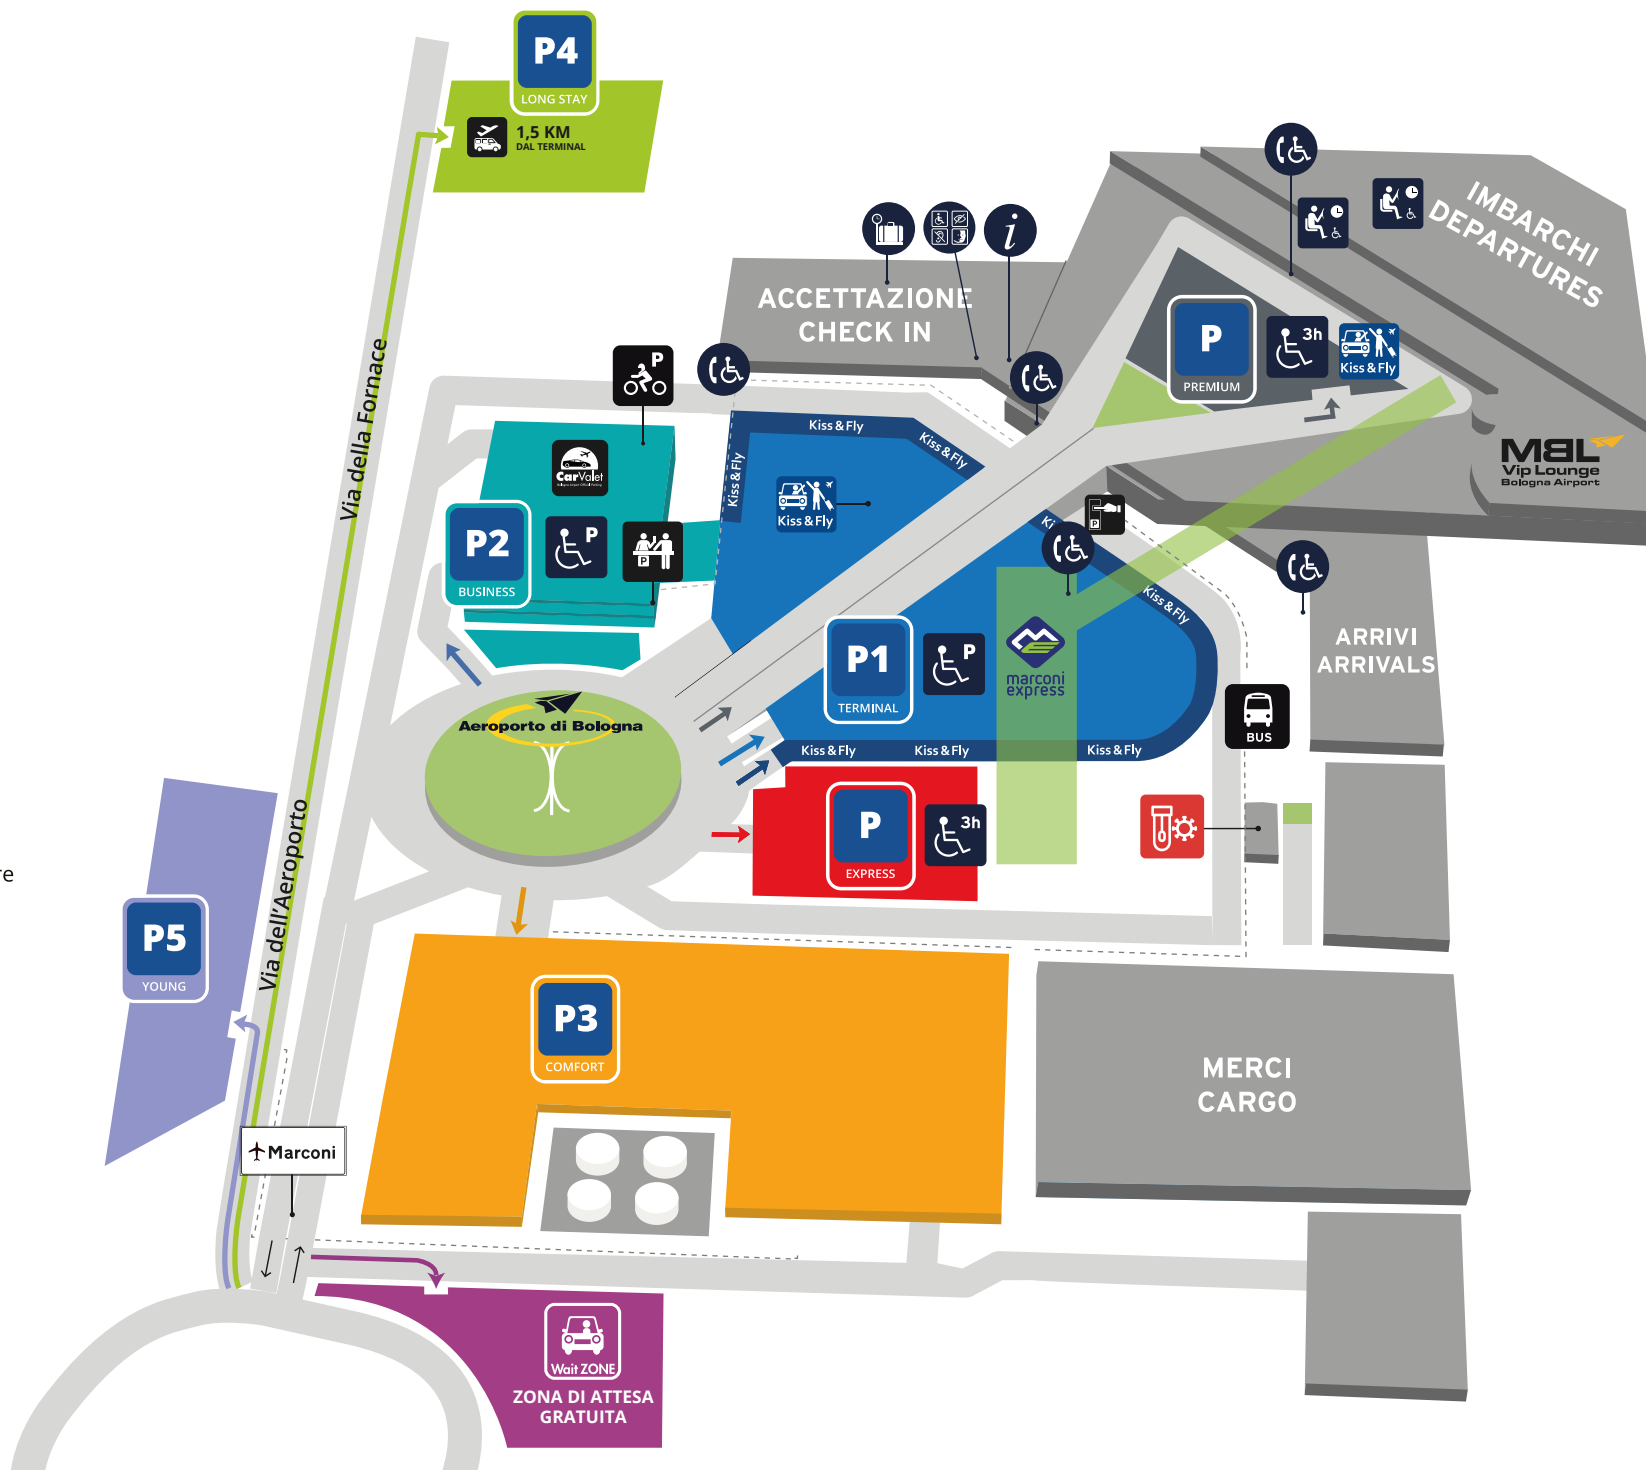 P4
LONG STAY
1,5 KM
DAL TERMINAL
IMBARCHI
DEPARTURES
ACCETTAZIONE
CHECK IN
P
PREMIUM
3h
Kiss&Fly
Via della Fornace
P
CarValet
Kiss&Fly
Kiss&Fly
Kiss&Fly
Kiss&Fly
MBL
Vip Lounge
Bologna Airport
P2
BUSINESS
P
P
P
Ki
Kiss&Fly
ARRIVI
ARRIVALS
P1
TERMINAL
P
marconi
express
Aeroporto di Bologna
BUS
Kiss&Fly
Kiss&Fly
Kiss&Fly
P
EXPRESS
3h
re
Via dell'Aeroporto
P5
YOUNG
P3
COMFORT
MERCI
CARGO
Marconi
Wait ZONE
ZONA DI ATTESA
GRATUITA